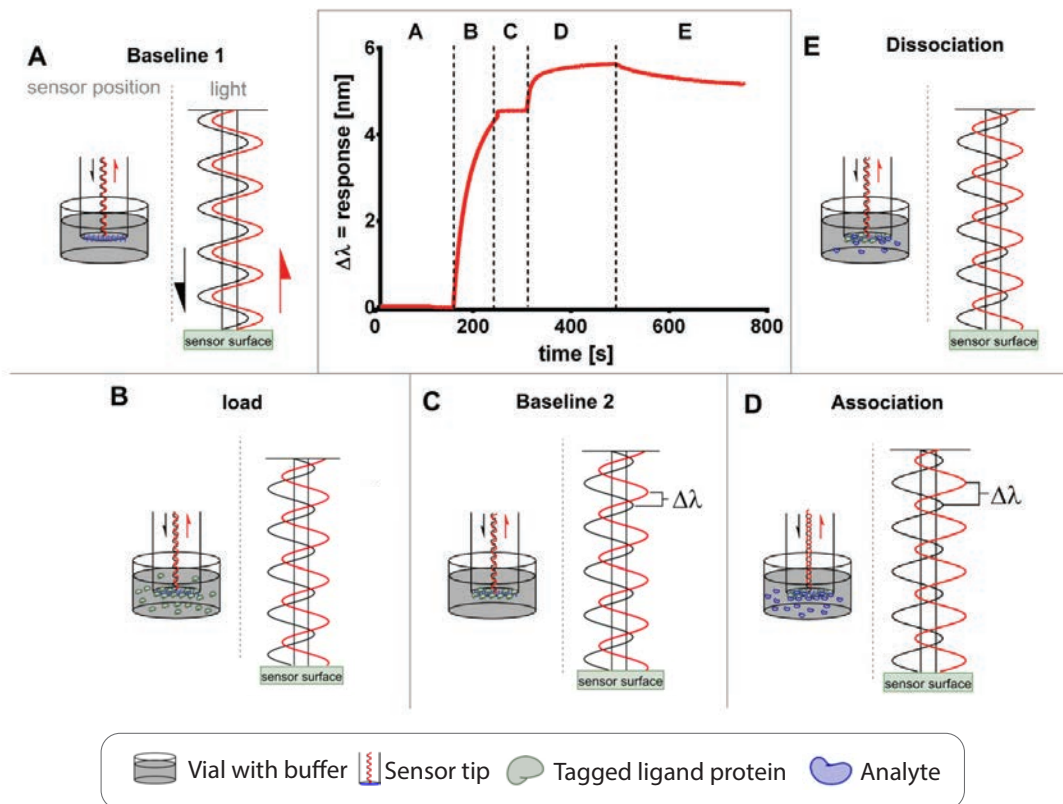 A
Baseline 1
sensor position
light
sensor surface
A B C D E
6
4
2
0
Δλ = response [nm]
0 200 400 600 800
time [s]
E
Dissociation
sensor surface
B
load
sensor surface
C
Baseline 2
Δλ
sensor surface
D
Association
Δλ
sensor surface
Vial with buffer
Sensor tip
Tagged ligand protein
Analyte